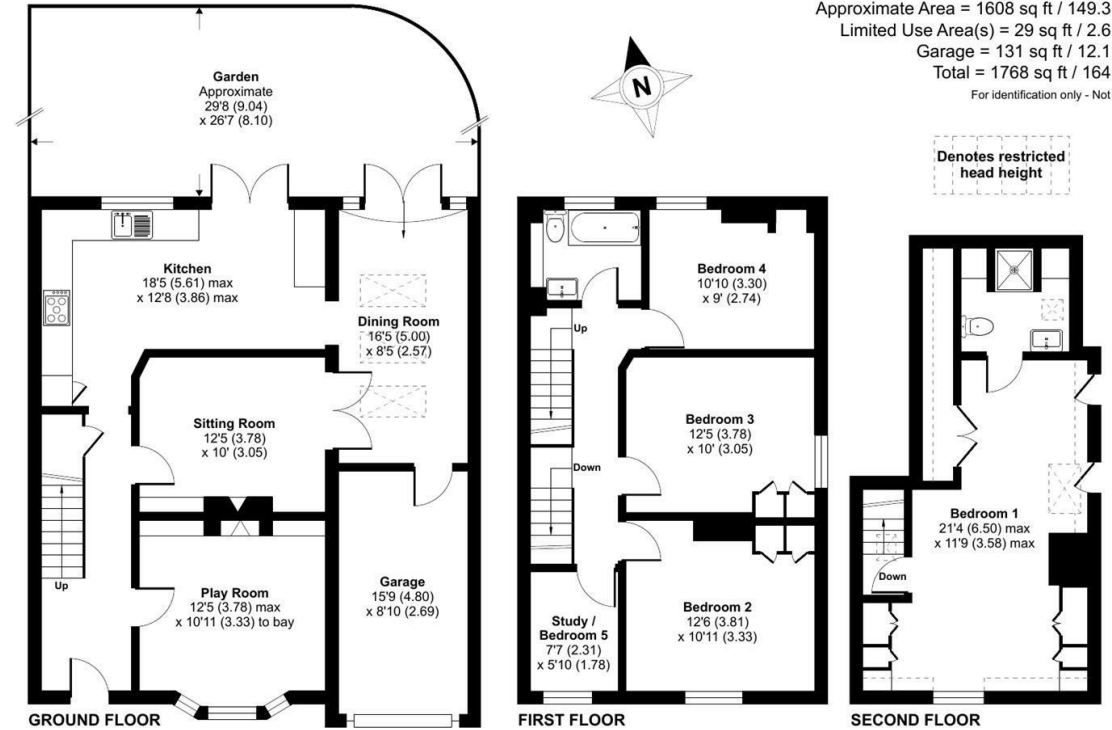 Approximate Area = 1608 sq ft / 149.3
Limited Use Area(s) = 29 sq ft / 2.6
Garage = 131 sq ft / 12.1
Total = 1768 sq ft / 164
For identification only - Not
N
Denotes restricted
head height
Garden
Approximate
29'8 (9.04)
x 26'7 (8.10)
Kitchen
18'5 (5.61) max
x 12'8 (3.86) max
Dining Room
16'5 (5.00)
x 8'5 (2.57)
Sitting Room
12'5 (3.78)
x 10' (3.05)
Up
Play Room
12'5 (3.78) max
x 10'11 (3.33) to bay
Garage
15'9 (4.80)
x 8'10 (2.69)
GROUND FLOOR
Bedroom 4
10'10 (3.30)
x 9' (2.74)
Up
Bedroom 3
12'5 (3.78)
x 10' (3.05)
Down
Study /
Bedroom 5
7'7 (2.31)
x 5'10 (1.78)
Bedroom 2
12'6 (3.81)
x 10'11 (3.33)
FIRST FLOOR
Bedroom 1
21'4 (6.50) max
x 11'9 (3.58) max
Down
SECOND FLOOR